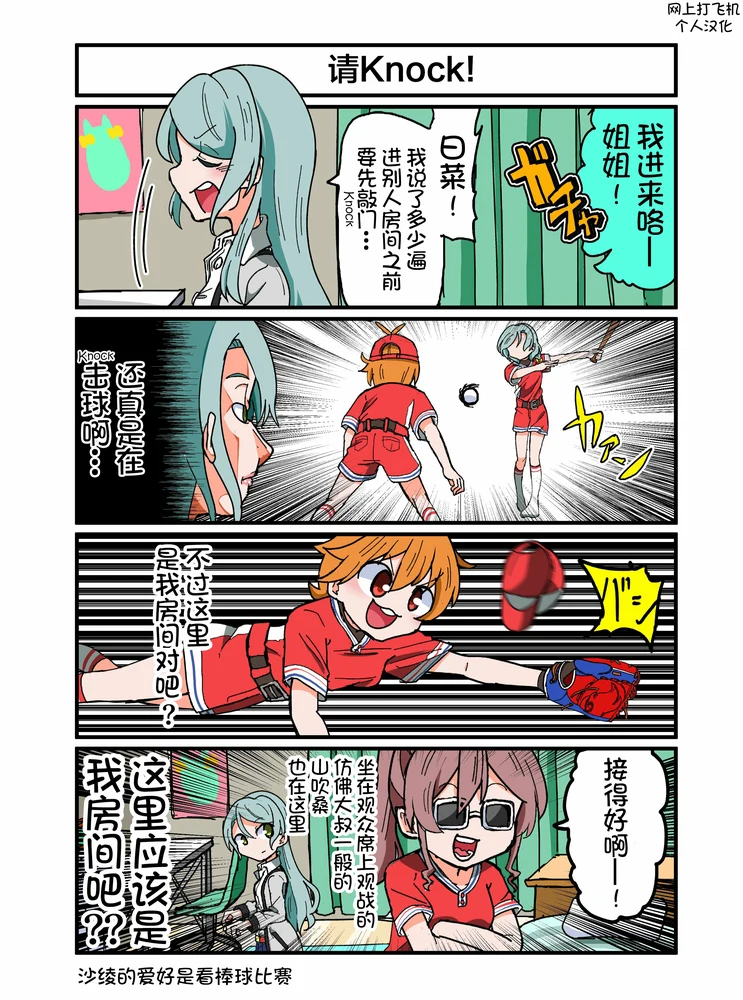 网上打飞机
个人汉化
请Knock!
我进来咯ー
姐姐！
ガチャ
日菜！
我说了多少遍
进别人房间之前
要先敲门…
Knock
カアーン
还真是在
击球啊…
Knock
バシ
不过这里
是我房间对吧？
接得好啊ー！
坐在观众席上观战的
仿佛大叔一般的
山吹桑
也在这里
这里应该是
我房间吧??
沙绫的爱好是看棒球比赛